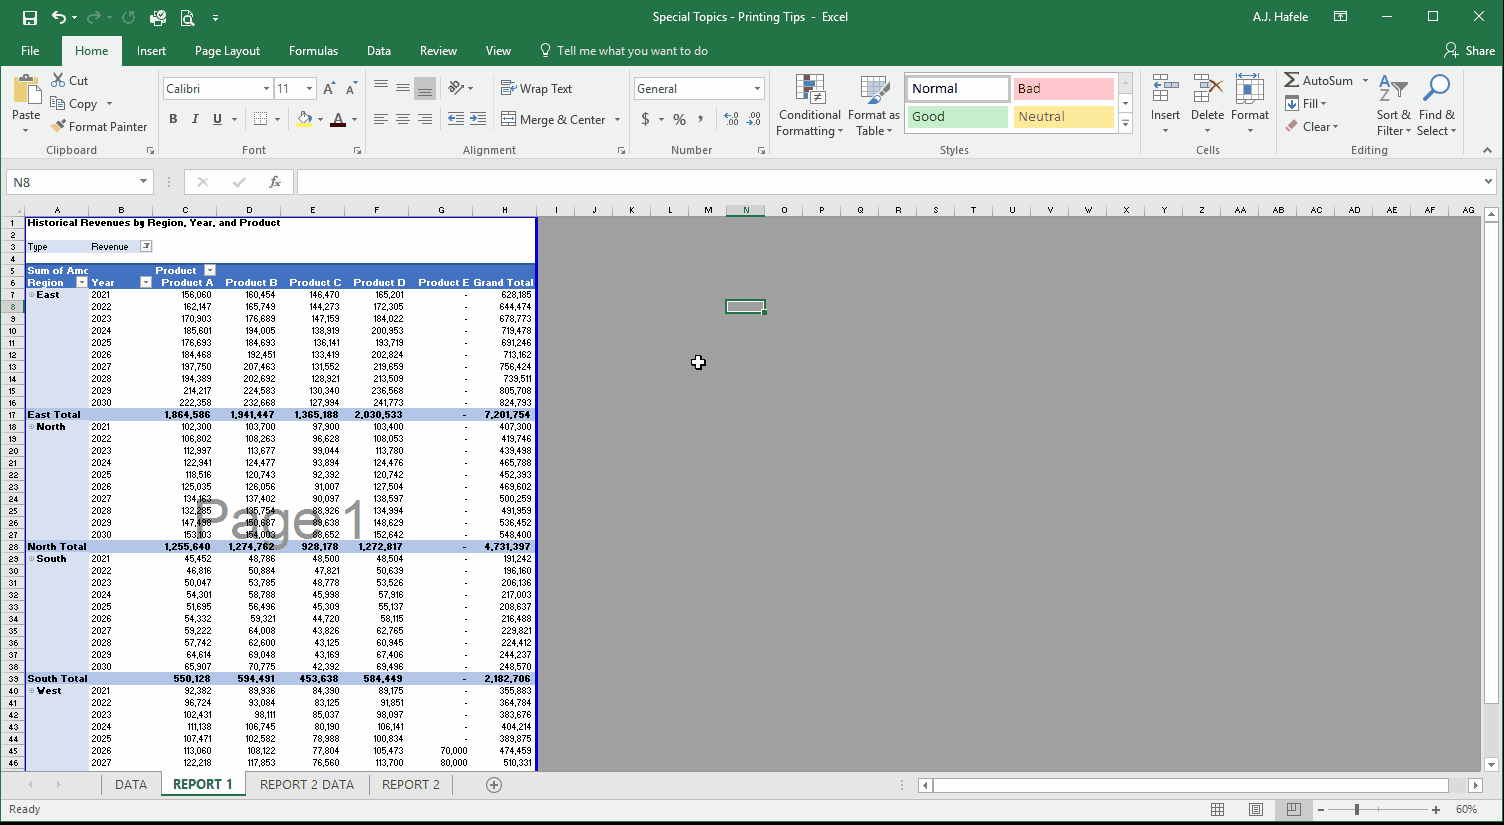 Special Topics - Printing Tips - Excel
A.J. Hafele
File Home Insert Page Layout Formulas Data Review View Tell me what you want to do Share
Paste Cut Copy Format Painter Clipboard
Calibri 11 B I U A Font
Wrap Text Merge & Center Alignment
General $ % , Number
Conditional Formatting Format as Table Normal Bad Good Neutral Styles
Insert Delete Format Cells
AutoSum Fill Clear Sort & Filter Find & Select Editing
N8 fx
A B C D E F G H I J K L M N O P Q R S T U V W X Y Z AA AB AC AD AE AF AG
1 Historical Revenues by Region, Year, and Product
2
3 Type Revenue
4
5 Sum of Amo Product
6 Region Year Product A Product B Product C Product D Product E Grand Total
7 East 2021 156,060 160,454 146,470 165,201 - 628,185
8 2022 162,147 165,749 144,273 172,305 - 644,474
9 2023 170,903 176,689 147,159 184,022 - 678,773
10 2024 185,601 194,005 138,919 200,953 - 719,478
11 2025 176,693 184,693 136,141 193,719 - 691,246
12 2026 184,468 192,451 133,419 202,824 - 713,162
13 2027 197,750 207,463 131,552 219,659 - 756,424
14 2028 194,389 202,692 128,921 213,509 - 739,511
15 2029 214,217 224,583 130,340 236,568 - 805,708
16 2030 222,358 232,668 127,994 241,773 - 824,793
17 East Total 1,864,586 1,941,447 1,365,188 2,030,533 - 7,201,754
18 North 2021 102,300 103,700 97,900 103,400 - 407,300
19 2022 106,802 108,263 96,628 108,053 - 419,746
20 2023 112,997 113,677 99,044 113,780 - 439,498
21 2024 122,941 124,477 93,894 124,476 - 465,788
22 2025 118,516 120,743 92,392 120,742 - 452,393
23 2026 125,035 126,056 91,007 127,504 - 469,602
24 2027 134,163 137,402 90,097 138,597 - 500,259
25 2028 132,285 135,754 88,926 134,994 - 491,959
Page 1
26 2029 147,498 150,687 89,638 148,629 - 536,452
27 2030 153,103 154,003 88,652 152,642 - 548,400
28 North Total 1,255,640 1,274,762 928,178 1,272,817 - 4,731,397
29 South 2021 45,452 48,786 48,500 48,504 - 191,242
30 2022 46,816 50,884 47,821 50,639 - 196,160
31 2023 50,047 53,785 48,778 53,526 - 206,136
32 2024 54,301 58,788 45,998 57,916 - 217,003
33 2025 51,695 56,496 45,309 55,137 - 208,637
34 2026 54,332 59,321 44,720 58,115 - 216,488
35 2027 59,222 64,008 43,826 62,765 - 229,821
36 2028 57,742 62,600 43,125 60,945 - 224,412
37 2029 64,614 69,048 43,169 67,406 - 244,237
38 2030 65,907 70,775 42,392 69,496 - 248,570
39 South Total 550,128 594,491 453,638 584,449 - 2,182,706
40 West 2021 92,382 89,936 84,390 89,175 - 355,883
41 2022 96,724 93,084 83,125 91,851 - 364,784
42 2023 102,431 98,111 85,037 98,097 - 383,676
43 2024 111,138 106,745 80,190 106,141 - 404,214
44 2025 107,471 102,582 78,988 100,834 - 389,875
45 2026 113,060 108,122 77,804 105,473 70,000 474,459
46 2027 122,218 117,853 76,560 113,700 80,000 510,331
DATA REPORT 1 REPORT 2 DATA REPORT 2
Ready 60%